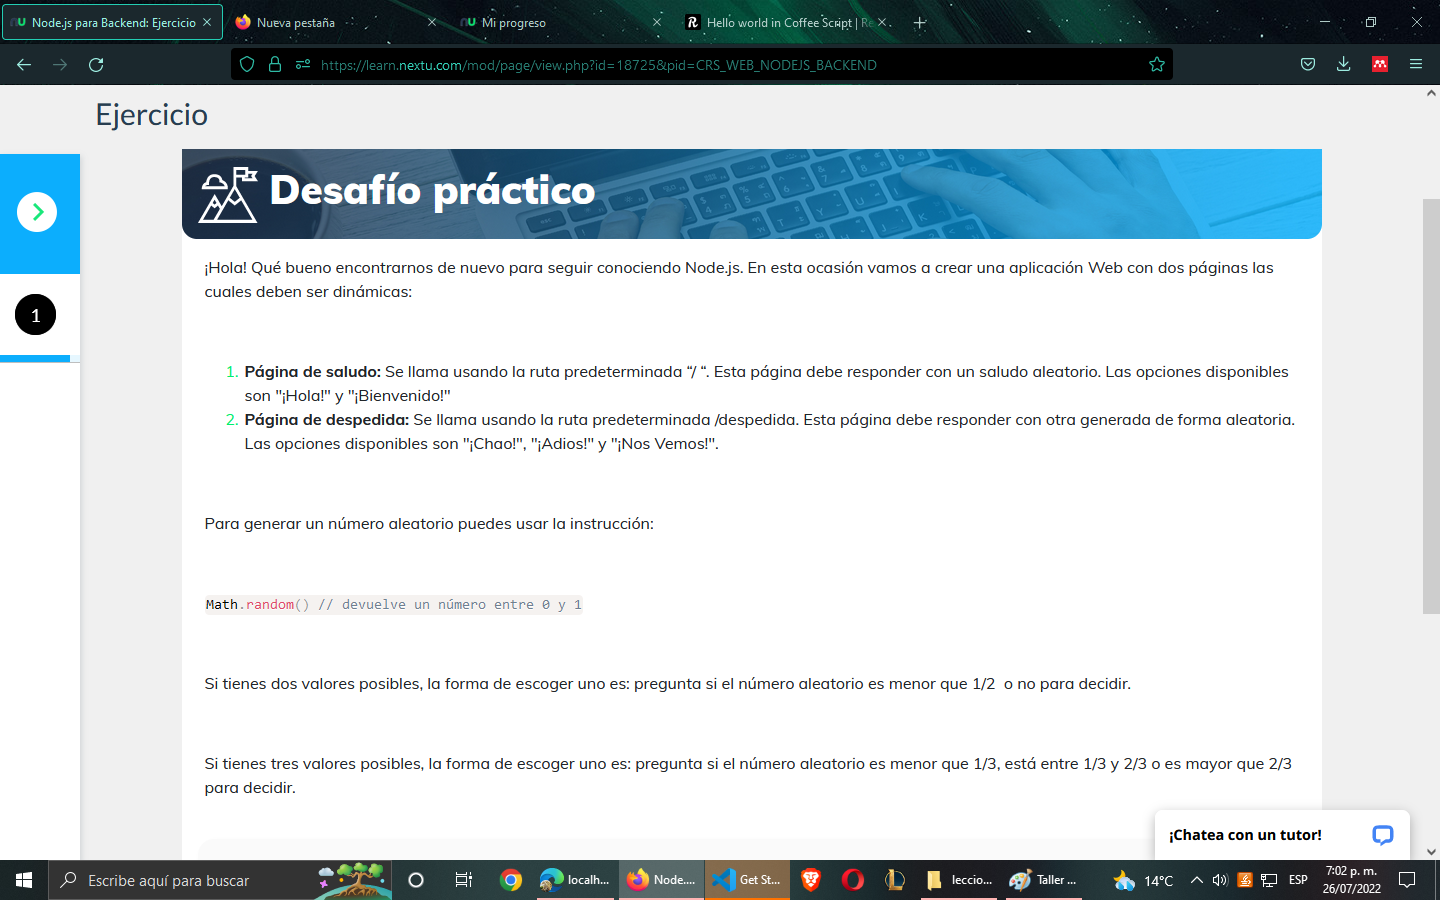 Node.js para Backend: Ejercicio
Nueva pestaña
Mi progreso
Hello world in Coffee Script | Re
https://learn.nextu.com/mod/page/view.php?id=18725&pid=CRS_WEB_NODEJS_BACKEND
Ejercicio
Desafío práctico
1
¡Hola! Qué bueno encontrarnos de nuevo para seguir conociendo Node.js. En esta ocasión vamos a crear una aplicación Web con dos páginas las
cuales deben ser dinámicas:
1. Página de saludo: Se llama usando la ruta predeterminada “/ “. Esta página debe responder con un saludo aleatorio. Las opciones disponibles
son "¡Hola!" y "¡Bienvenido!"
2. Página de despedida: Se llama usando la ruta predeterminada /despedida. Esta página debe responder con otra generada de forma aleatoria.
Las opciones disponibles son "¡Chao!", "¡Adios!" y "¡Nos Vemos!".
Para generar un número aleatorio puedes usar la instrucción:
Math.random() // devuelve un número entre 0 y 1
Si tienes dos valores posibles, la forma de escoger uno es: pregunta si el número aleatorio es menor que 1/2 o no para decidir.
Si tienes tres valores posibles, la forma de escoger uno es: pregunta si el número aleatorio es menor que 1/3, está entre 1/3 y 2/3 o es mayor que 2/3
para decidir.
¡Chatea con un tutor!
Escribe aquí para buscar
localh...
Node....
Get St...
leccio...
Taller ...
14°C
ESP
7:02 p. m.
26/07/2022